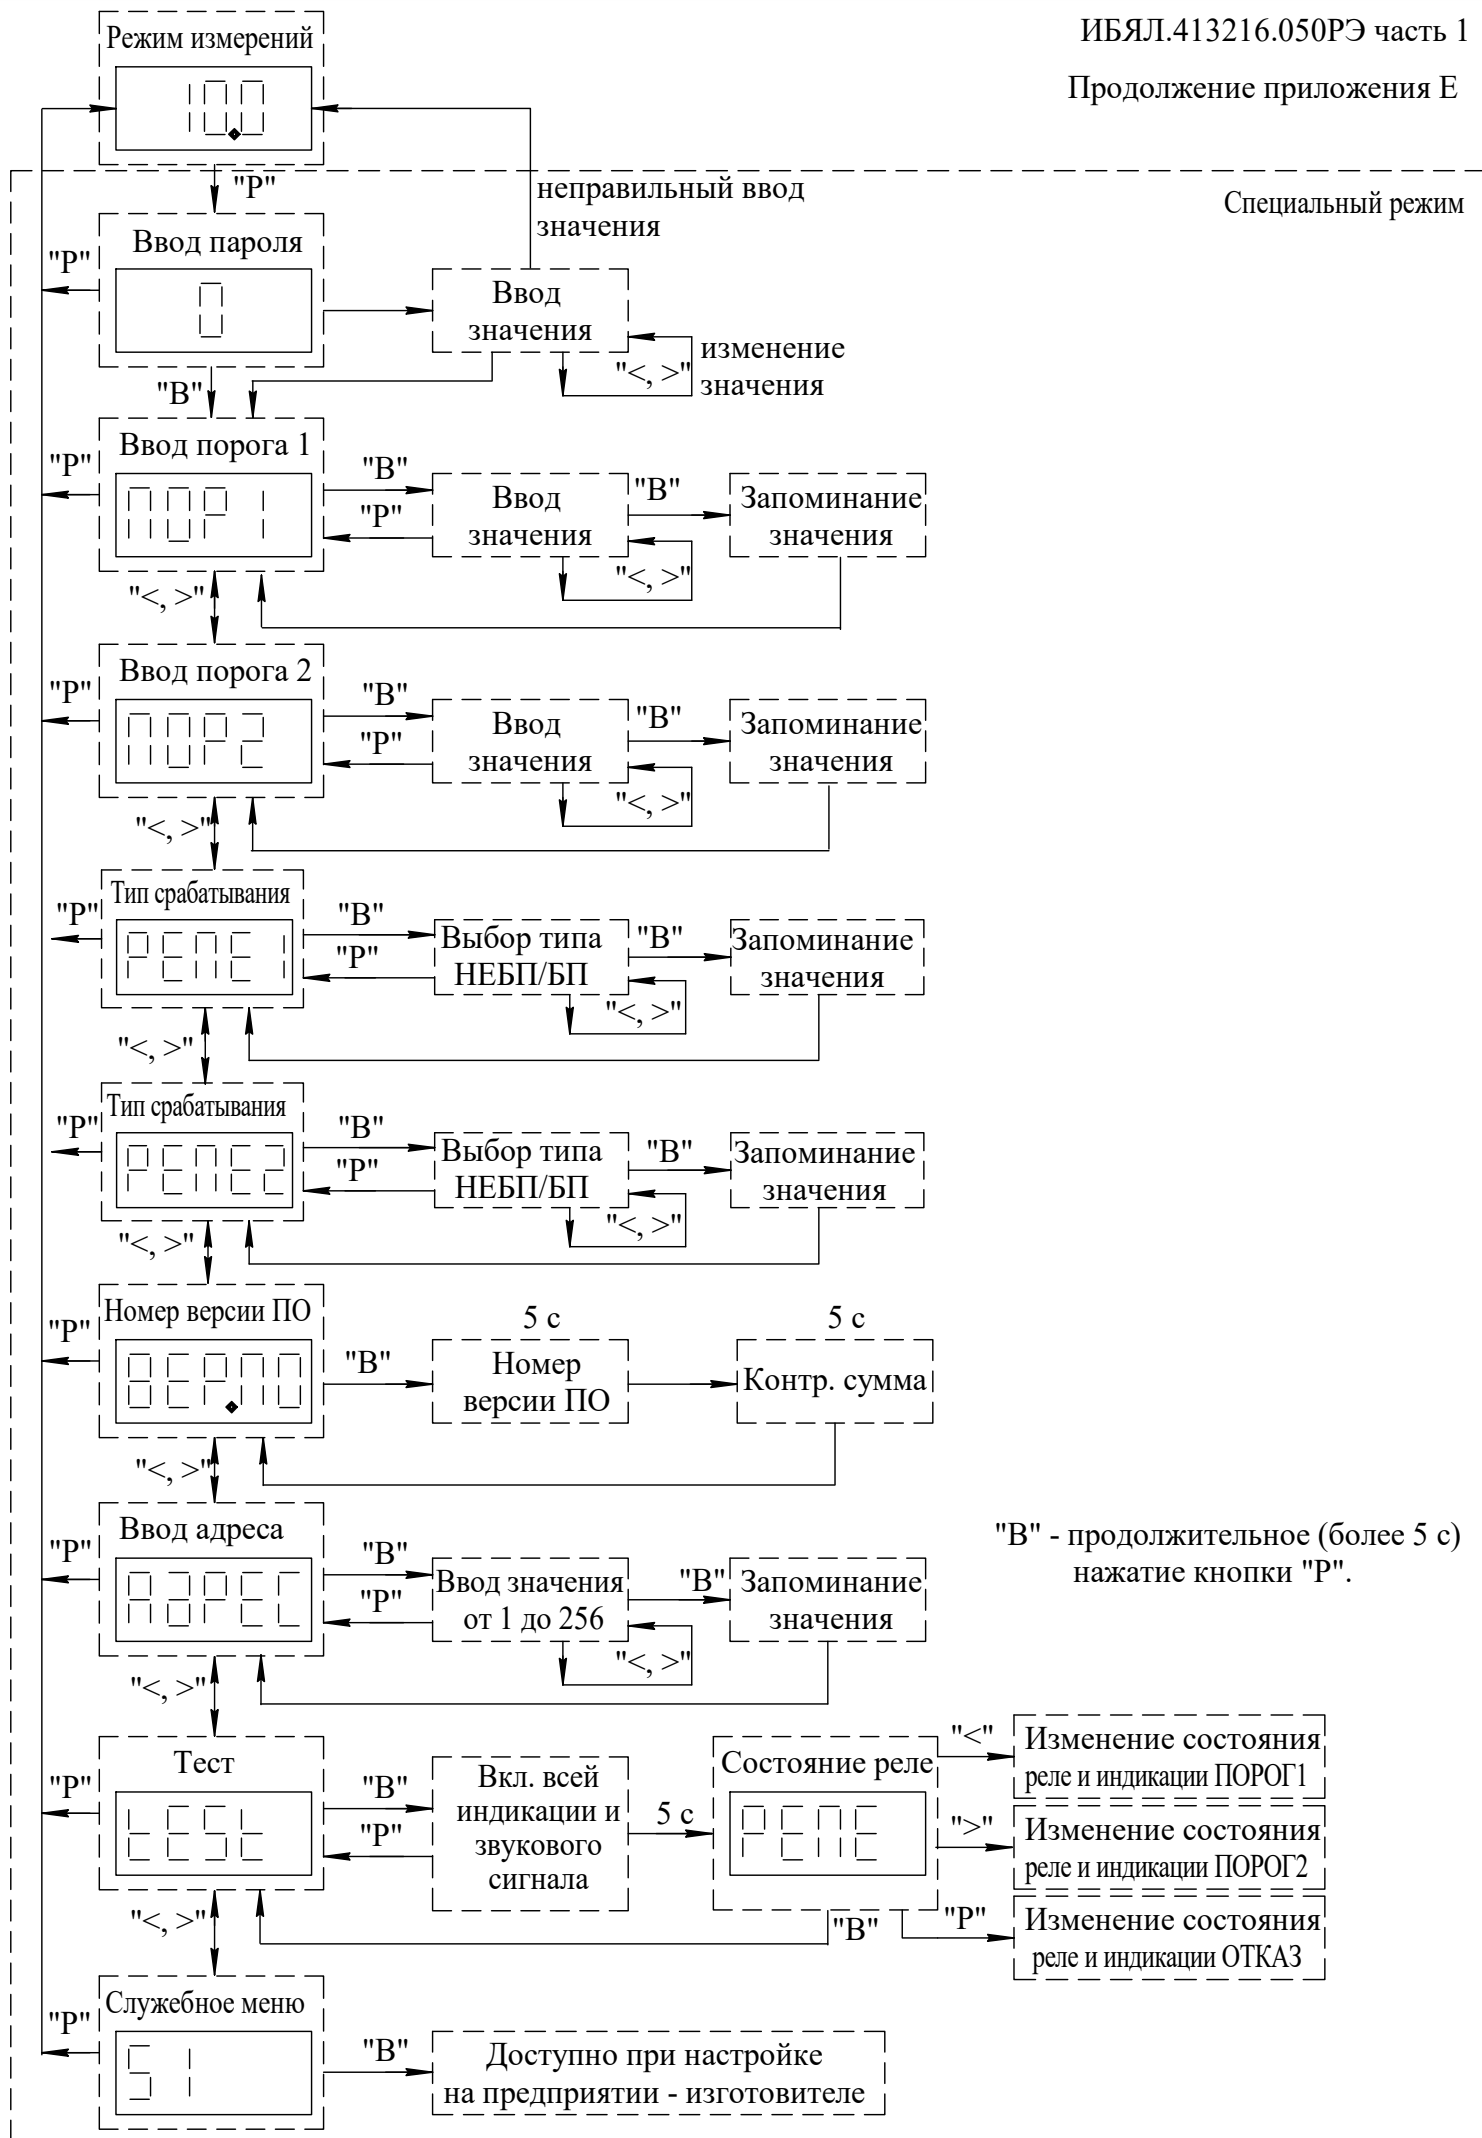 ИБЯЛ.413216.050РЭ часть 1
Продолжение приложения Е
Режим измерений
10.0
"Р"
неправильный ввод
значения
Специальный режим
Ввод пароля
0
"Р"
Ввод
значения
"<, >"
изменение
значения
"В"
Ввод порога 1
ПОР1
"Р"
"В"
"Р"
Ввод
значения
"<, >"
"В"
Запоминание
значения
"<, >"
Ввод порога 2
ПОР2
"Р"
"В"
"Р"
Ввод
значения
"<, >"
"В"
Запоминание
значения
"<, >"
Тип срабатывания
РЕПЕ1
"Р"
"В"
"Р"
Выбор типа
НЕБП/БП
"<, >"
"В"
Запоминание
значения
"<, >"
Тип срабатывания
РЕПЕ2
"Р"
"В"
"Р"
Выбор типа
НЕБП/БП
"<, >"
"В"
Запоминание
значения
"<, >"
Номер версии ПО
ВЕР.ПО
"Р"
"В"
5 с
Номер
версии ПО
5 с
Контр. сумма
"<, >"
Ввод адреса
АдРЕС
"Р"
"В"
"Р"
Ввод значения
от 1 до 256
"<, >"
"В"
Запоминание
значения
"В" - продолжительное (более 5 с)
нажатие кнопки "Р".
"<, >"
Тест
tESt
"Р"
"В"
"Р"
Вкл. всей
индикации и
звукового
сигнала
5 с
Состояние реле
РЕПЕ
"<"
Изменение состояния
реле и индикации ПОРОГ1
">"
Изменение состояния
реле и индикации ПОРОГ2
"В"
"Р"
Изменение состояния
реле и индикации ОТКАЗ
"<, >"
Служебное меню
S1
"Р"
"В"
Доступно при настройке
на предприятии - изготовителе